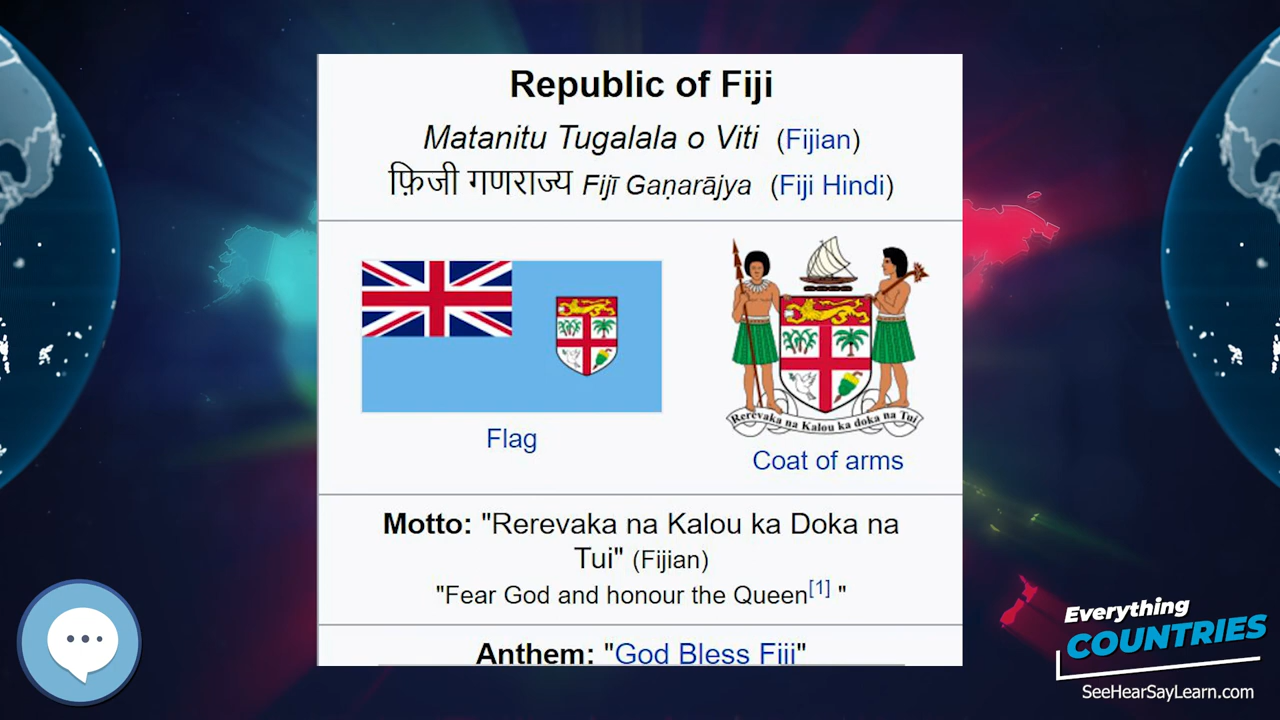 Republic of Fiji
Matanitu Tugalala o Viti (Fijian)
फ़िजी गणराज्य Fijī Gaṇarājya (Fiji Hindi)
Rerevaka na Kalou ka doka na Tui
Flag
Coat of arms
Motto: "Rerevaka na Kalou ka Doka na
Tui" (Fijian)
"Fear God and honour the Queen[1] "
Anthem: "God Bless Fiji"
Everything
COUNTRIES
SeeHearSayLearn.com